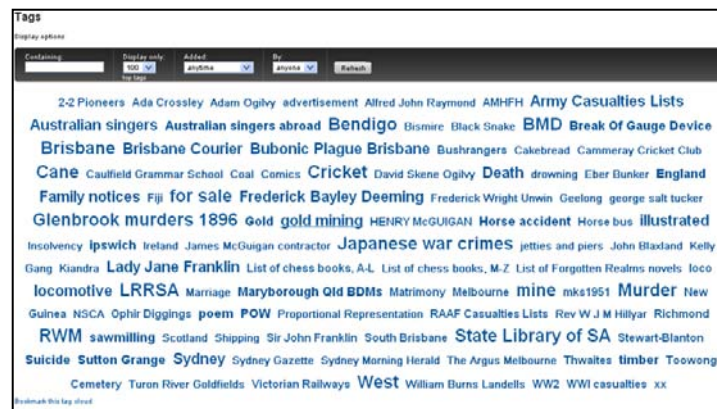 Tags
Display options
Containing: Display only: Added: By:
100 anytime anyone Refresh
top tags
2-2 Pioneers Ada Crossley Adam Ogilvy advertisement Alfred John Raymond AMHFH Army Casualties Lists
Australian singers Australian singers abroad Bendigo Bismire Black Snake BMD Break Of Gauge Device
Brisbane Brisbane Courier Bubonic Plague Brisbane Bushrangers Cakebread Cammeray Cricket Club
Cane Caulfield Grammar School Coal Comics Cricket David Skene Ogilvy Death drowning Eber Bunker England
Family notices Fiji for sale Frederick Bayley Deeming Frederick Wright Unwin Geelong george salt tucker
Glenbrook murders 1896 Gold gold mining HENRY McGUIGAN Horse accident Horse bus illustrated
Insolvency ipswich Ireland James McGuigan contractor Japanese war crimes jetties and piers John Blaxland Kelly
Gang Kiandra Lady Jane Franklin List of chess books, A-L List of chess books, M-Z List of Forgotten Realms novels loco
locomotive LRRSA Marriage Maryborough Qld BDMs Matrimony Melbourne mine mks1951 Murder New
Guinea NSCA Ophir Diggings poem POW Proportional Representation RAAF Casualties Lists Rev W J M Hillyar Richmond
RWM sawmilling Scotland Shipping Sir John Franklin South Brisbane State Library of SA Stewart-Blanton
Suicide Sutton Grange Sydney Sydney Gazette Sydney Morning Herald The Argus Melbourne Thwaites timber Toowong
Cemetery Turon River Goldfields Victorian Railways West William Burns Landells WW2 WWI casualties xx
Bookmark this tag cloud